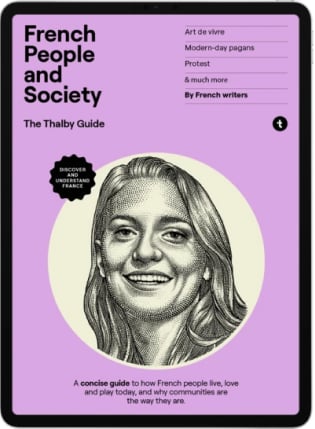 French
People
and
Society
The Thalby Guide
Art de vivre
Modern-day pagans
Protest
& much more
By French writers
t
DISCOVER
AND
UNDERSTAND
FRANCE
A concise guide to how French people live, love
and play today, and why communities are
the way they are.